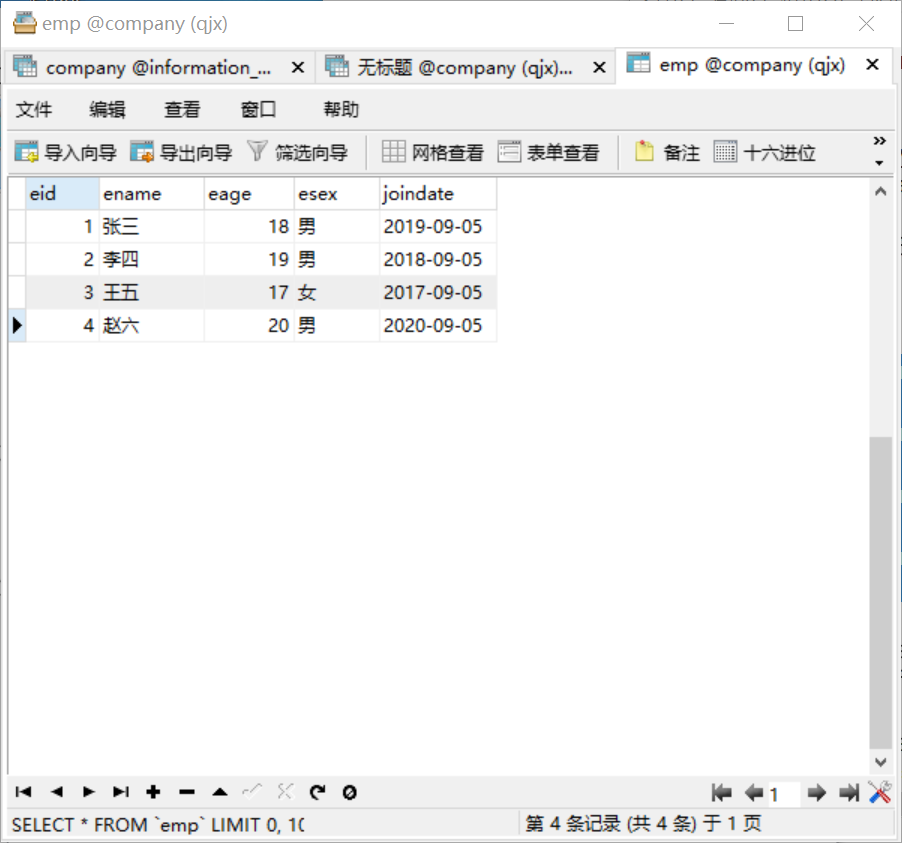 emp @company (qjx)
company @information_... 无标题 @company (qjx)... emp @company (qjx)
文件 编辑 查看 窗口 帮助
导入向导 导出向导 筛选向导 网格查看 表单查看 备注 十六进位
eid ename eage esex joindate
1 张三 18 男 2019-09-05
2 李四 19 男 2018-09-05
3 王五 17 女 2017-09-05
4 赵六 20 男 2020-09-05
1
SELECT * FROM `emp` LIMIT 0, 10 第 4 条记录 (共 4 条) 于 1 页